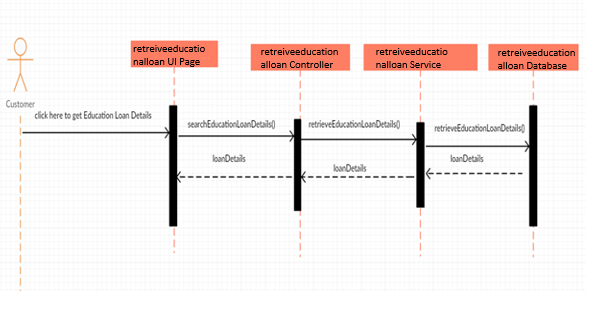 retreiveeducatio
nalloan UI Page
retreiveeducation
alloan Controller
retreiveeducatio
nalloan Service
retreiveeducation
alloan Database
Customer
click here to get Education Loan Details
searchEducationLoanDetails()
retrieveEducationLoanDetails()
retrieveEducationLoanDetails()
loanDetails
loanDetails
loanDetails